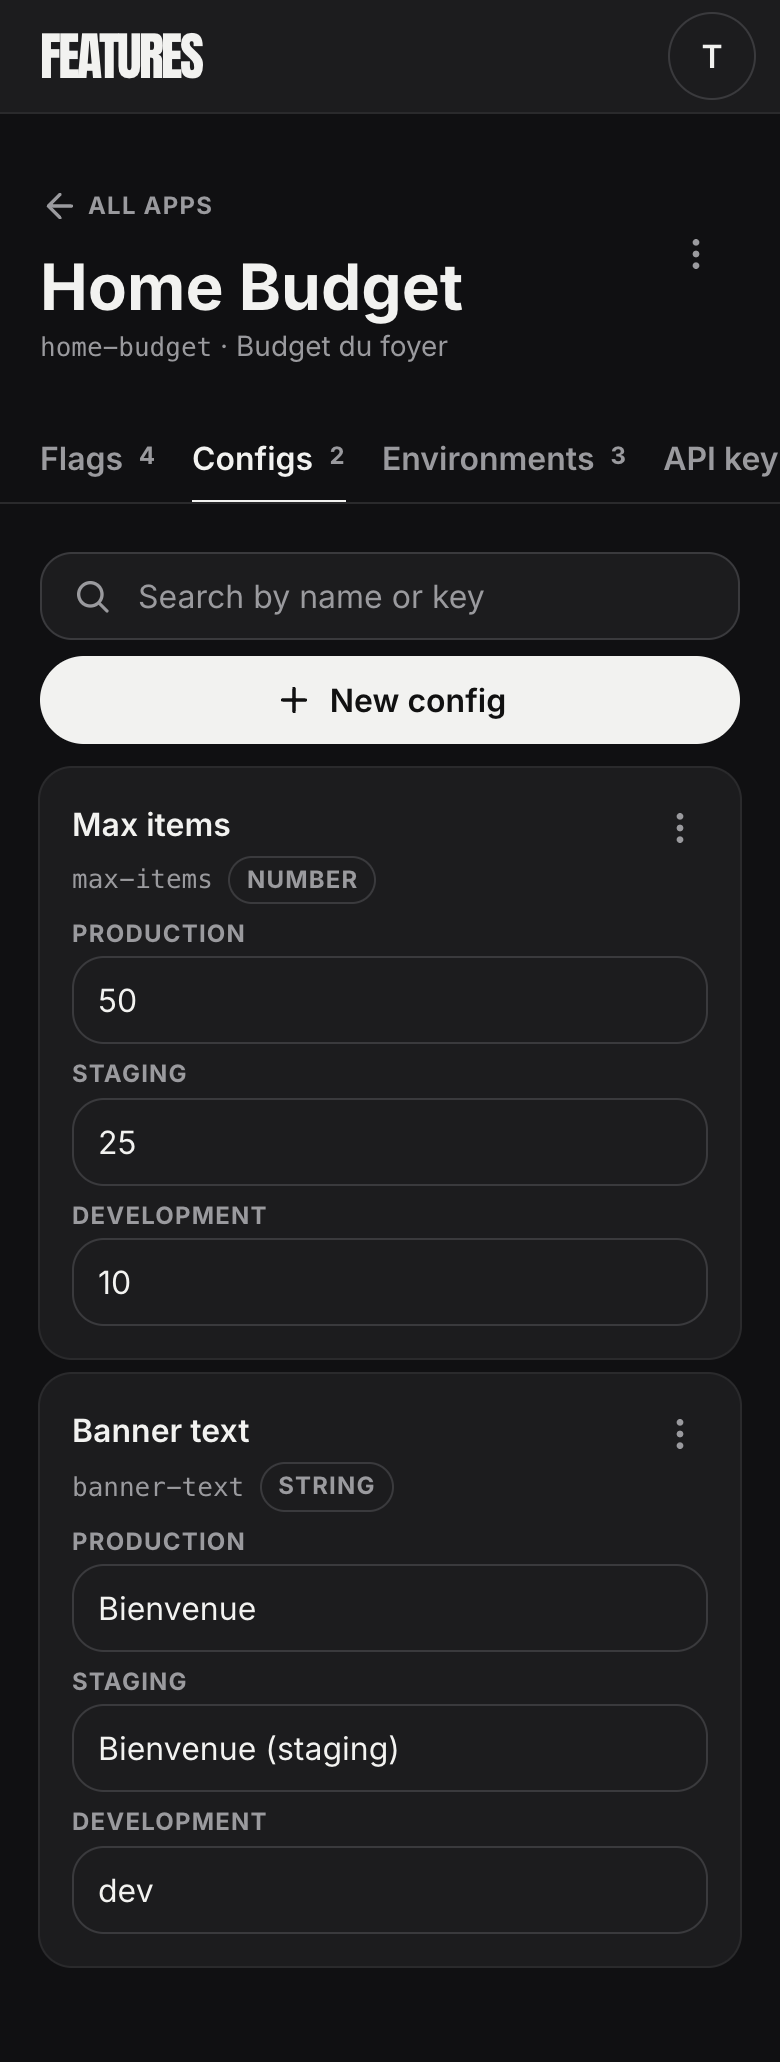 FEATURES
T
ALL APPS
Home Budget
home-budget · Budget du foyer
Flags 4 Configs 2 Environments 3 API key
Search by name or key
New config
Max items
max-items NUMBER
PRODUCTION
50
STAGING
25
DEVELOPMENT
10
Banner text
banner-text STRING
PRODUCTION
Bienvenue
STAGING
Bienvenue (staging)
DEVELOPMENT
dev